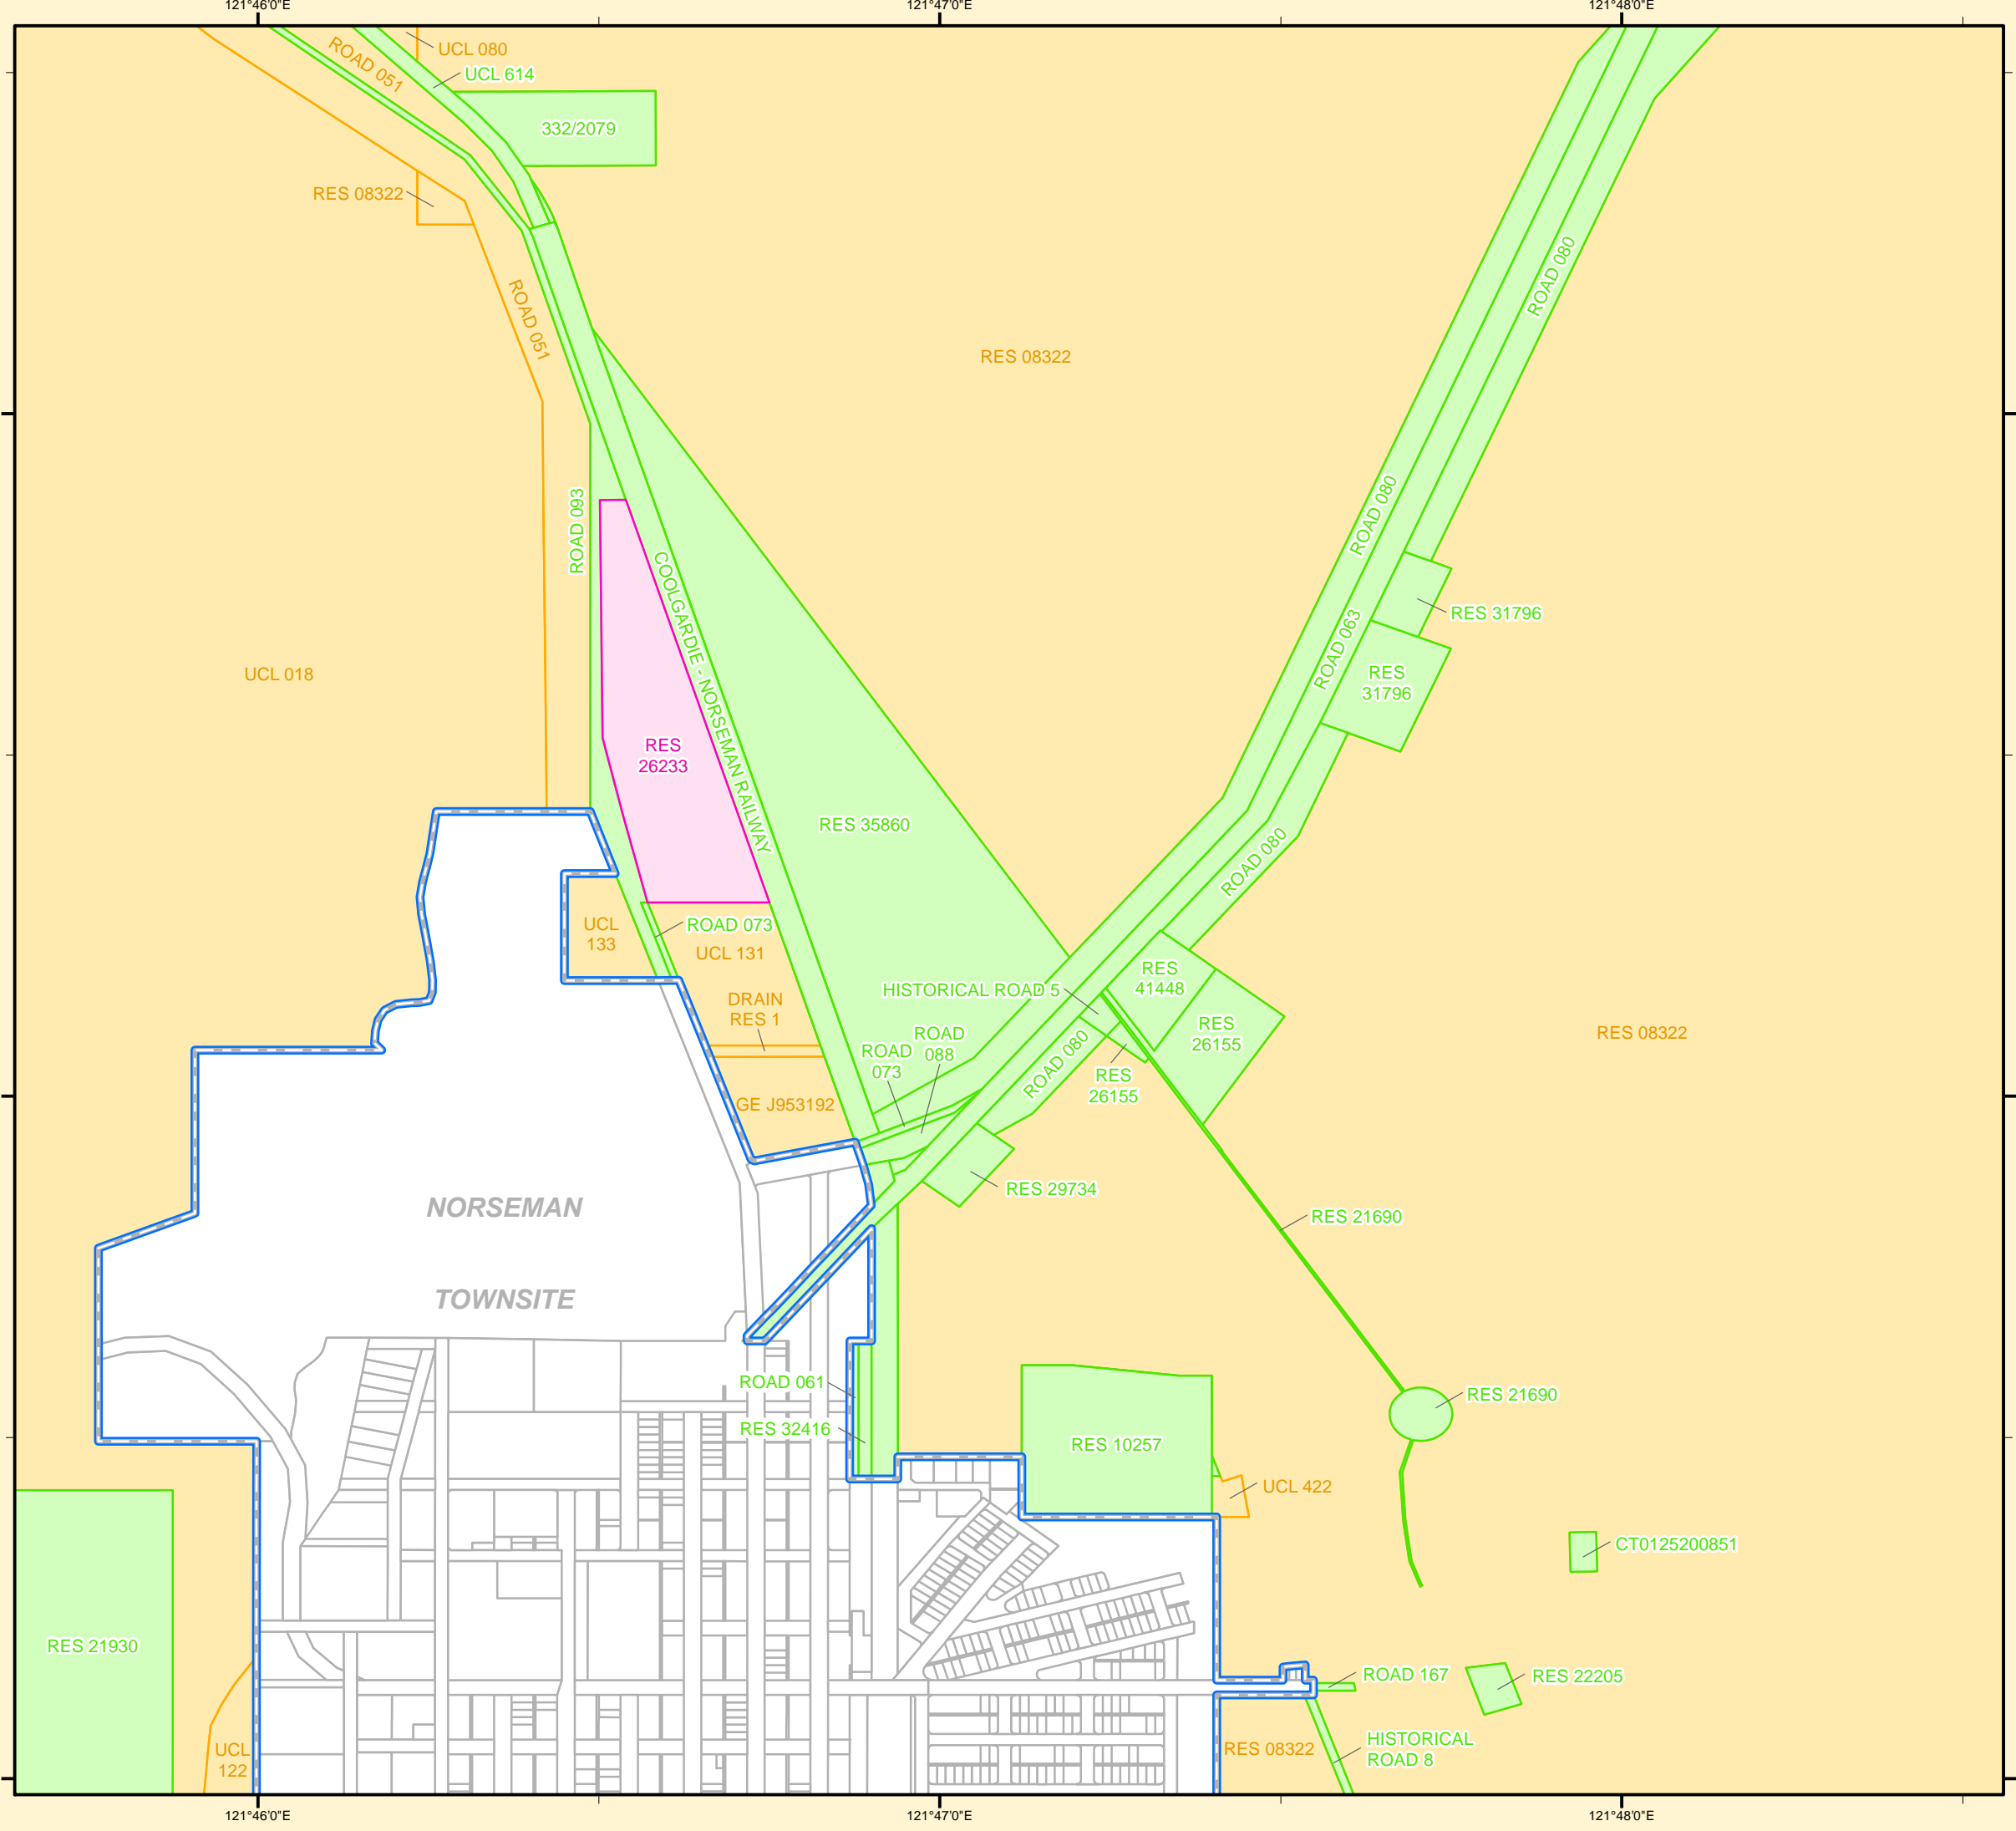 121°46'0"E
121°47'0"E
121°48'0"E
UCL 080
ROAD 051
UCL 614
332/2079
RES 08322
ROAD 051
ROAD 080
RES 08322
ROAD 093
ROAD 080
COOLGARDIE - NORSEMAN RAILWAY
RES 31796
ROAD 063
RES
31796
UCL 018
RES
26233
RES 35860
ROAD 080
UCL
133
ROAD 073
UCL 131
RES
41448
HISTORICAL ROAD 5
DRAIN
RES 1
RES
26155
RES 08322
ROAD
088
ROAD
073
ROAD 080
RES
26155
GE J953192
RES 29734
NORSEMAN
RES 21690
TOWNSITE
ROAD 061
RES 21690
RES 32416
RES 10257
UCL 422
CT0125200851
RES 21930
ROAD 167
RES 22205
UCL
122
RES 08322
HISTORICAL
ROAD 8
121°46'0"E
121°47'0"E
121°48'0"E